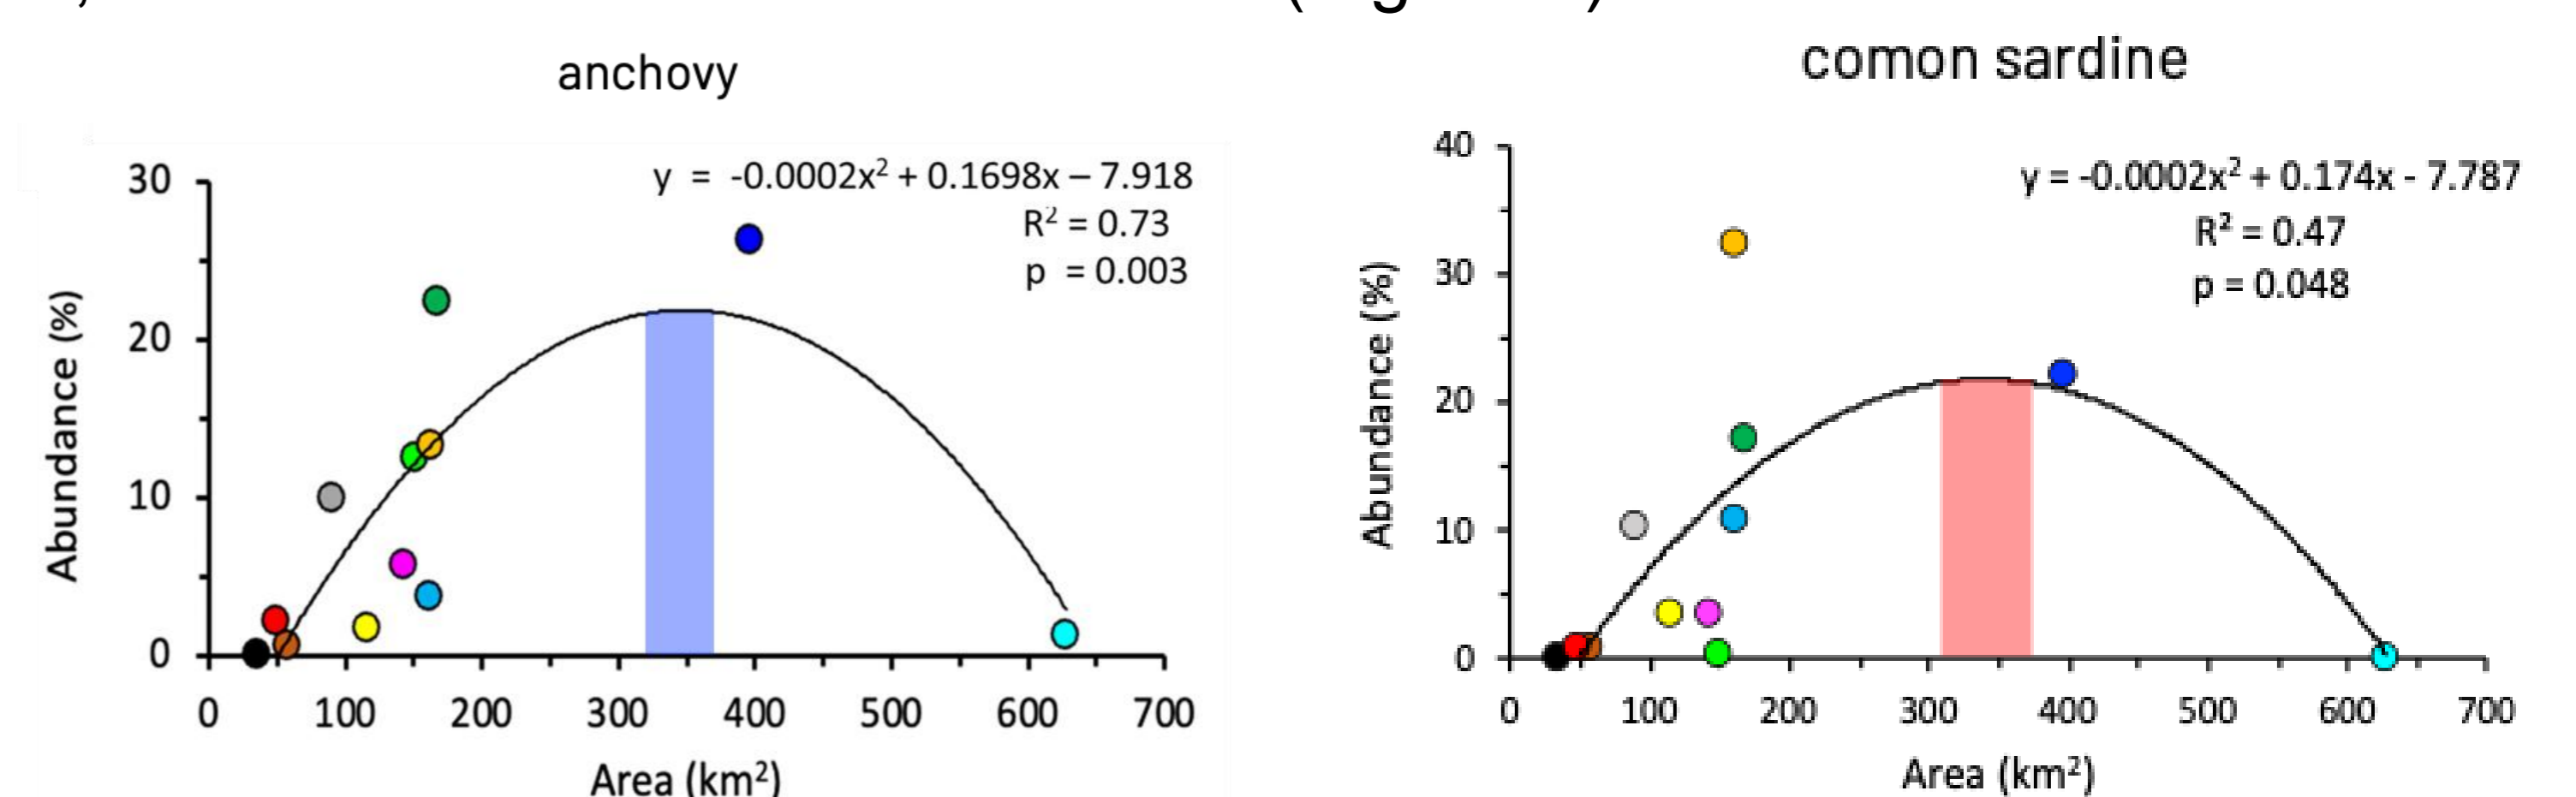 anchovy
y = -0.0002x² + 0.1698x – 7.918
R² = 0.73
p = 0.003
Abundance (%)
30
20
10
0
0 100 200 300 400 500 600 700
Area (km²)
comon sardine
y = -0.0002x² + 0.174x - 7.787
R² = 0.47
p = 0.048
Abundance (%)
40
30
20
10
0
0 100 200 300 400 500 600 700
Area (km²)